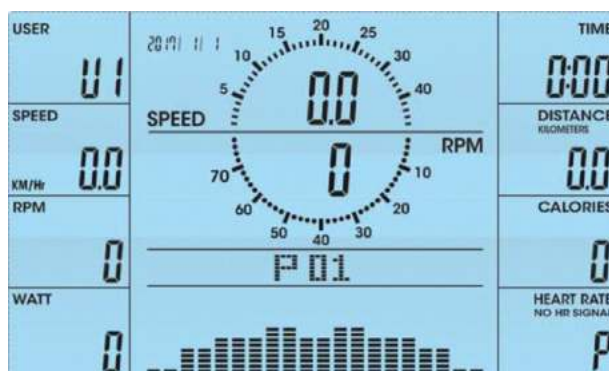 USER
U1
SPEED
KM/Hr 0.0
RPM
0
WATT
0
2017/ 1/ 1
5 10 15 20 25 30 40
SPEED
0.0
RPM
0
70 60 50 40 30 20 10
P01
TIME
0:00
DISTANCE
KILOMETERS
0.0
CALORIES
0
HEART RATE
NO HR SIGNAL
P